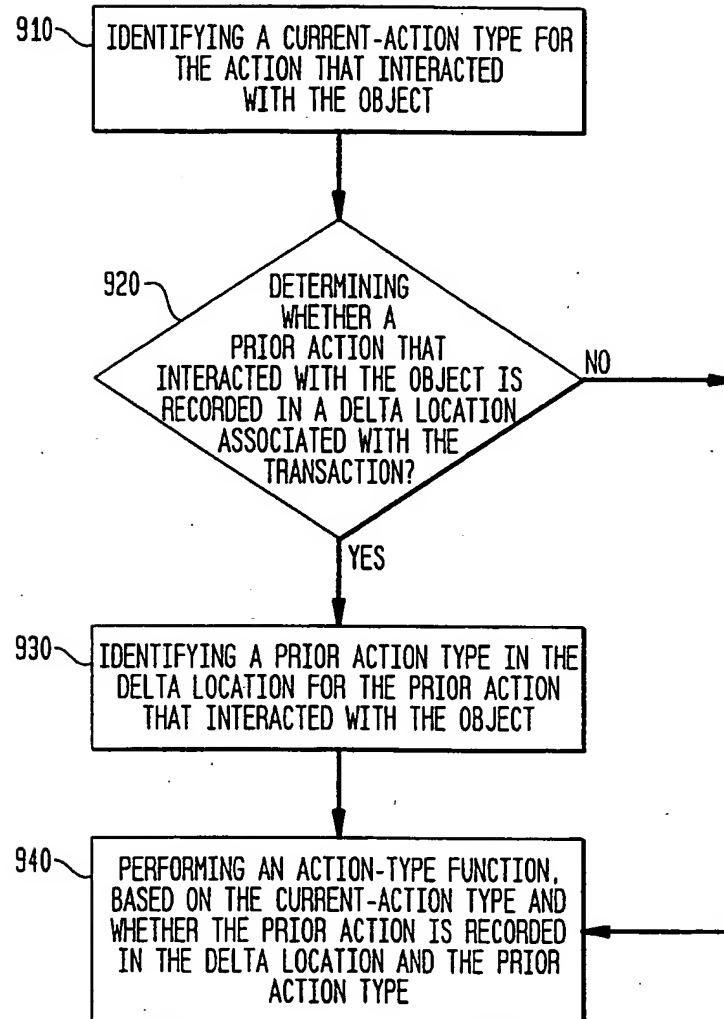 910
IDENTIFYING A CURRENT-ACTION TYPE FOR
THE ACTION THAT INTERACTED
WITH THE OBJECT
920
DETERMINING
WHETHER A
PRIOR ACTION THAT
INTERACTED WITH THE OBJECT IS
RECORDED IN A DELTA LOCATION
ASSOCIATED WITH THE
TRANSACTION?
NO
YES
930
IDENTIFYING A PRIOR ACTION TYPE IN THE
DELTA LOCATION FOR THE PRIOR ACTION
THAT INTERACTED WITH THE OBJECT
940
PERFORMING AN ACTION-TYPE FUNCTION,
BASED ON THE CURRENT-ACTION TYPE AND
WHETHER THE PRIOR ACTION IS RECORDED
IN THE DELTA LOCATION AND THE PRIOR
ACTION TYPE